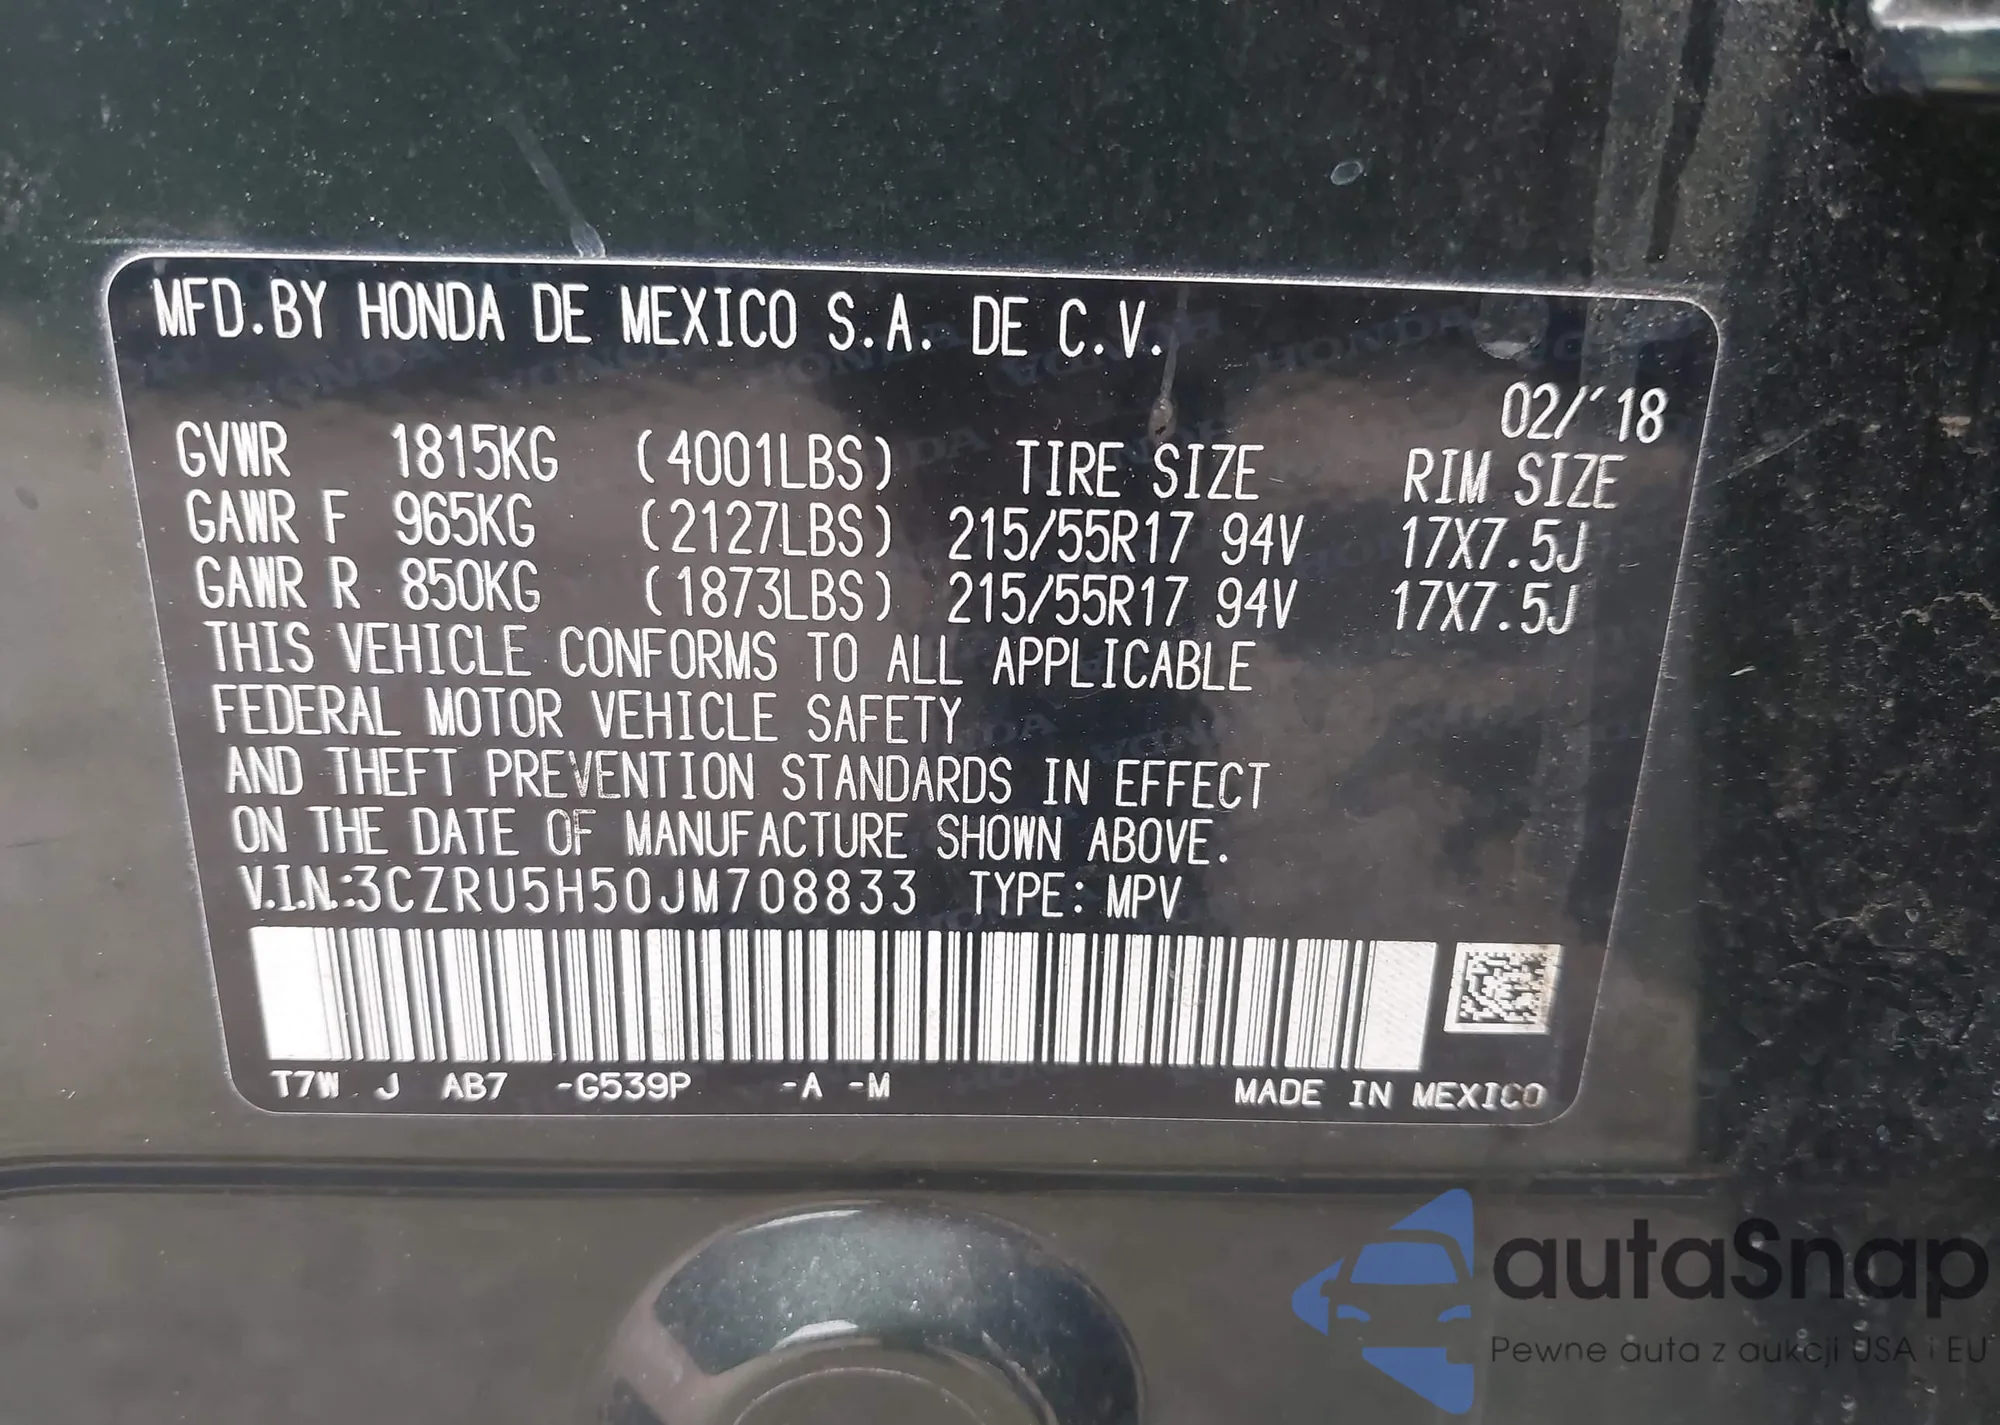 MFD.BY HONDA DE MEXICO S.A. DE C.V.
02/'18
GVWR 1815KG (4001LBS) TIRE SIZE RIM SIZE
GAWR F 965KG (2127LBS) 215/55R17 94V 17X7.5J
GAWR R 850KG (1873LBS) 215/55R17 94V 17X7.5J
THIS VEHICLE CONFORMS TO ALL APPLICABLE
FEDERAL MOTOR VEHICLE SAFETY
AND THEFT PREVENTION STANDARDS IN EFFECT
ON THE DATE OF MANUFACTURE SHOWN ABOVE.
V.I.N.:3CZRU5H50JM708833 TYPE: MPV
T7W J AB7 -G539P -A -M MADE IN MEXICO
autaSnap
Pewne auta z aukcji USA i EU